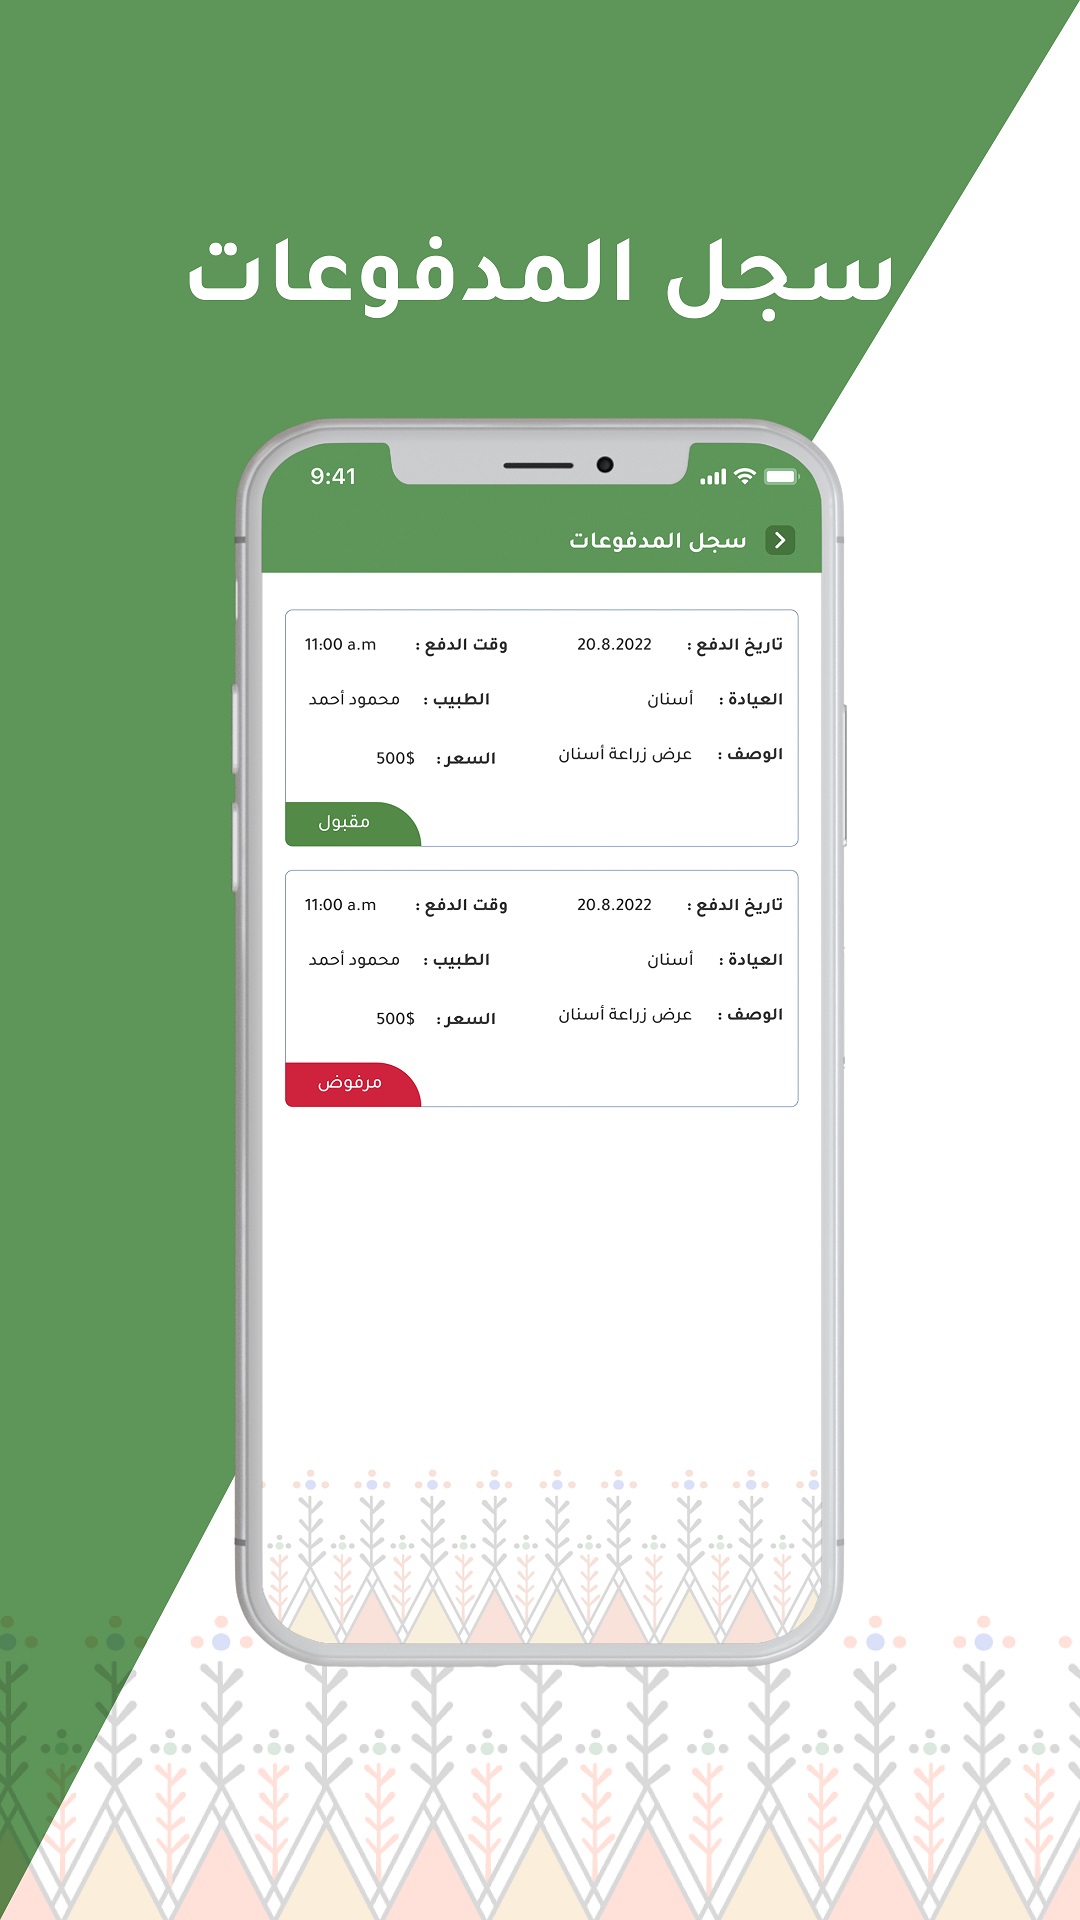 سجل المدفوعات
9:41
سجل المدفوعات
تاريخ الدفع : 20.8.2022 وقت الدفع : 11:00 a.m
العيادة : أسنان الطبيب : محمود أحمد
الوصف : عرض زراعة أسنان السعر : 500$
مقبول
تاريخ الدفع : 20.8.2022 وقت الدفع : 11:00 a.m
العيادة : أسنان الطبيب : محمود أحمد
الوصف : عرض زراعة أسنان السعر : 500$
مرفوض